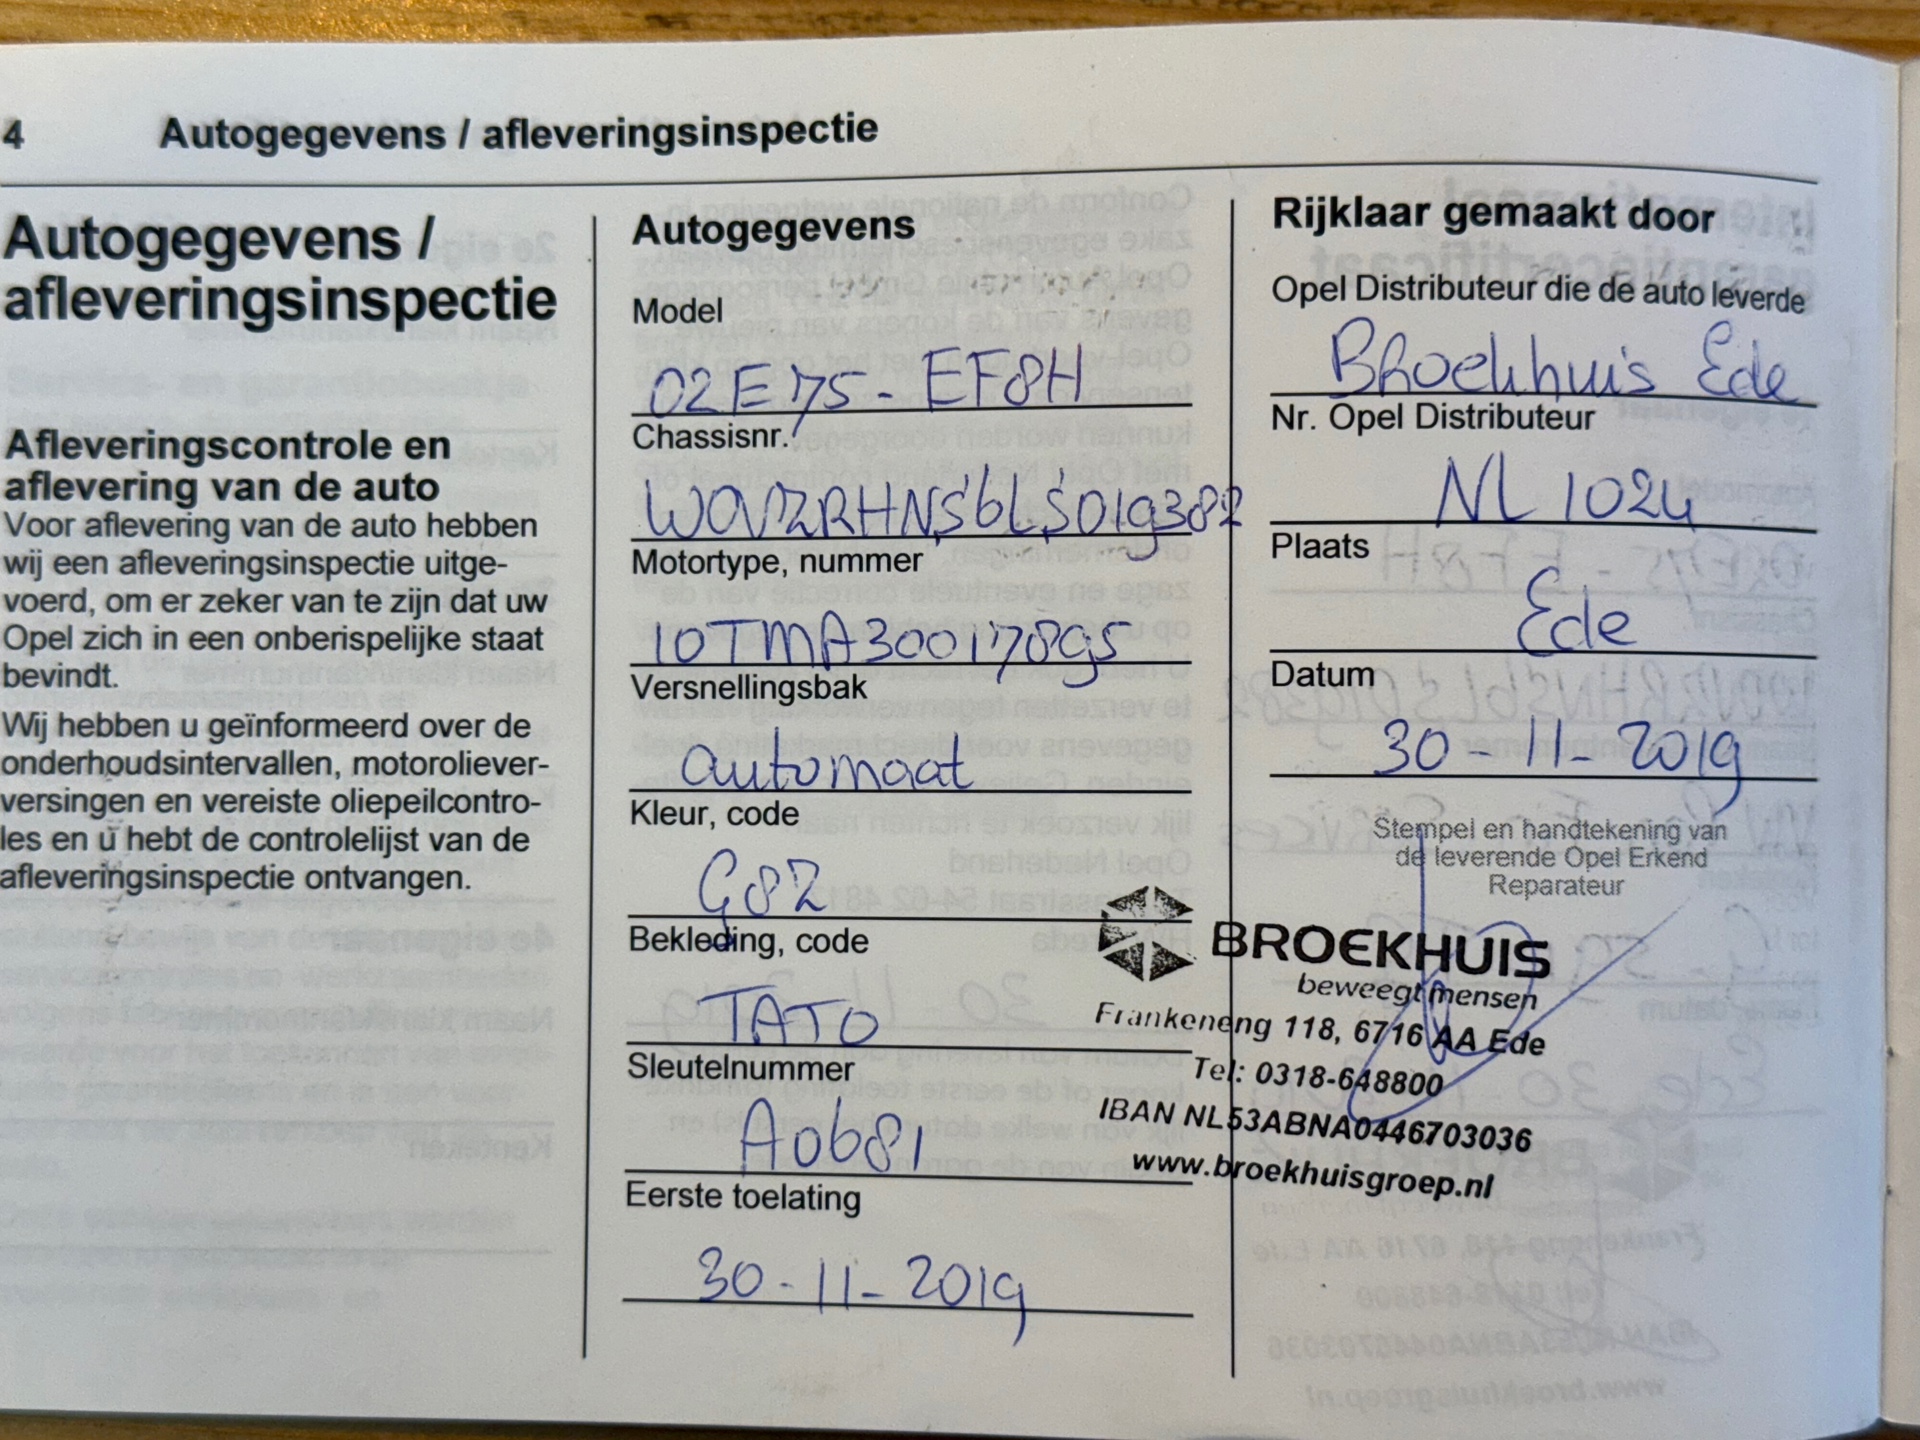 4 Autogegevens / afleveringsinspectie
Autogegevens /
afleveringsinspectie
Afleveringscontrole en
aflevering van de auto
Voor aflevering van de auto hebben
wij een afleveringsinspectie uitge-
voerd, om er zeker van te zijn dat uw
Opel zich in een onberispelijke staat
bevindt.
Wij hebben u geïnformeerd over de
onderhoudsintervallen, motoroliever-
versingen en vereiste oliepeilcontro-
les en u hebt de controlelijst van de
afleveringsinspectie ontvangen.
Autogegevens
Model
02E75 - EF8H
Chassisnr.
W0VZRHNS6LS019382
Motortype, nummer
10TMA30017895
Versnellingsbak
automaat
Kleur, code
G8Z
Bekleding, code
TATO
Sleutelnummer
A0681
Eerste toelating
30-11-2019
Rijklaar gemaakt door
Opel Distributeur die de auto leverde
Broekhuis Ede
Nr. Opel Distributeur
NL 1024
Plaats
Ede
Datum
30-11-2019
Stempel en handtekening van
de leverende Opel Erkend
Reparateur
BROEKHUIS
beweegt mensen
Frankeneng 118, 6716 AA Ede
Tel: 0318-648800
IBAN NL53ABNA0446703036
www.broekhuisgroep.nl